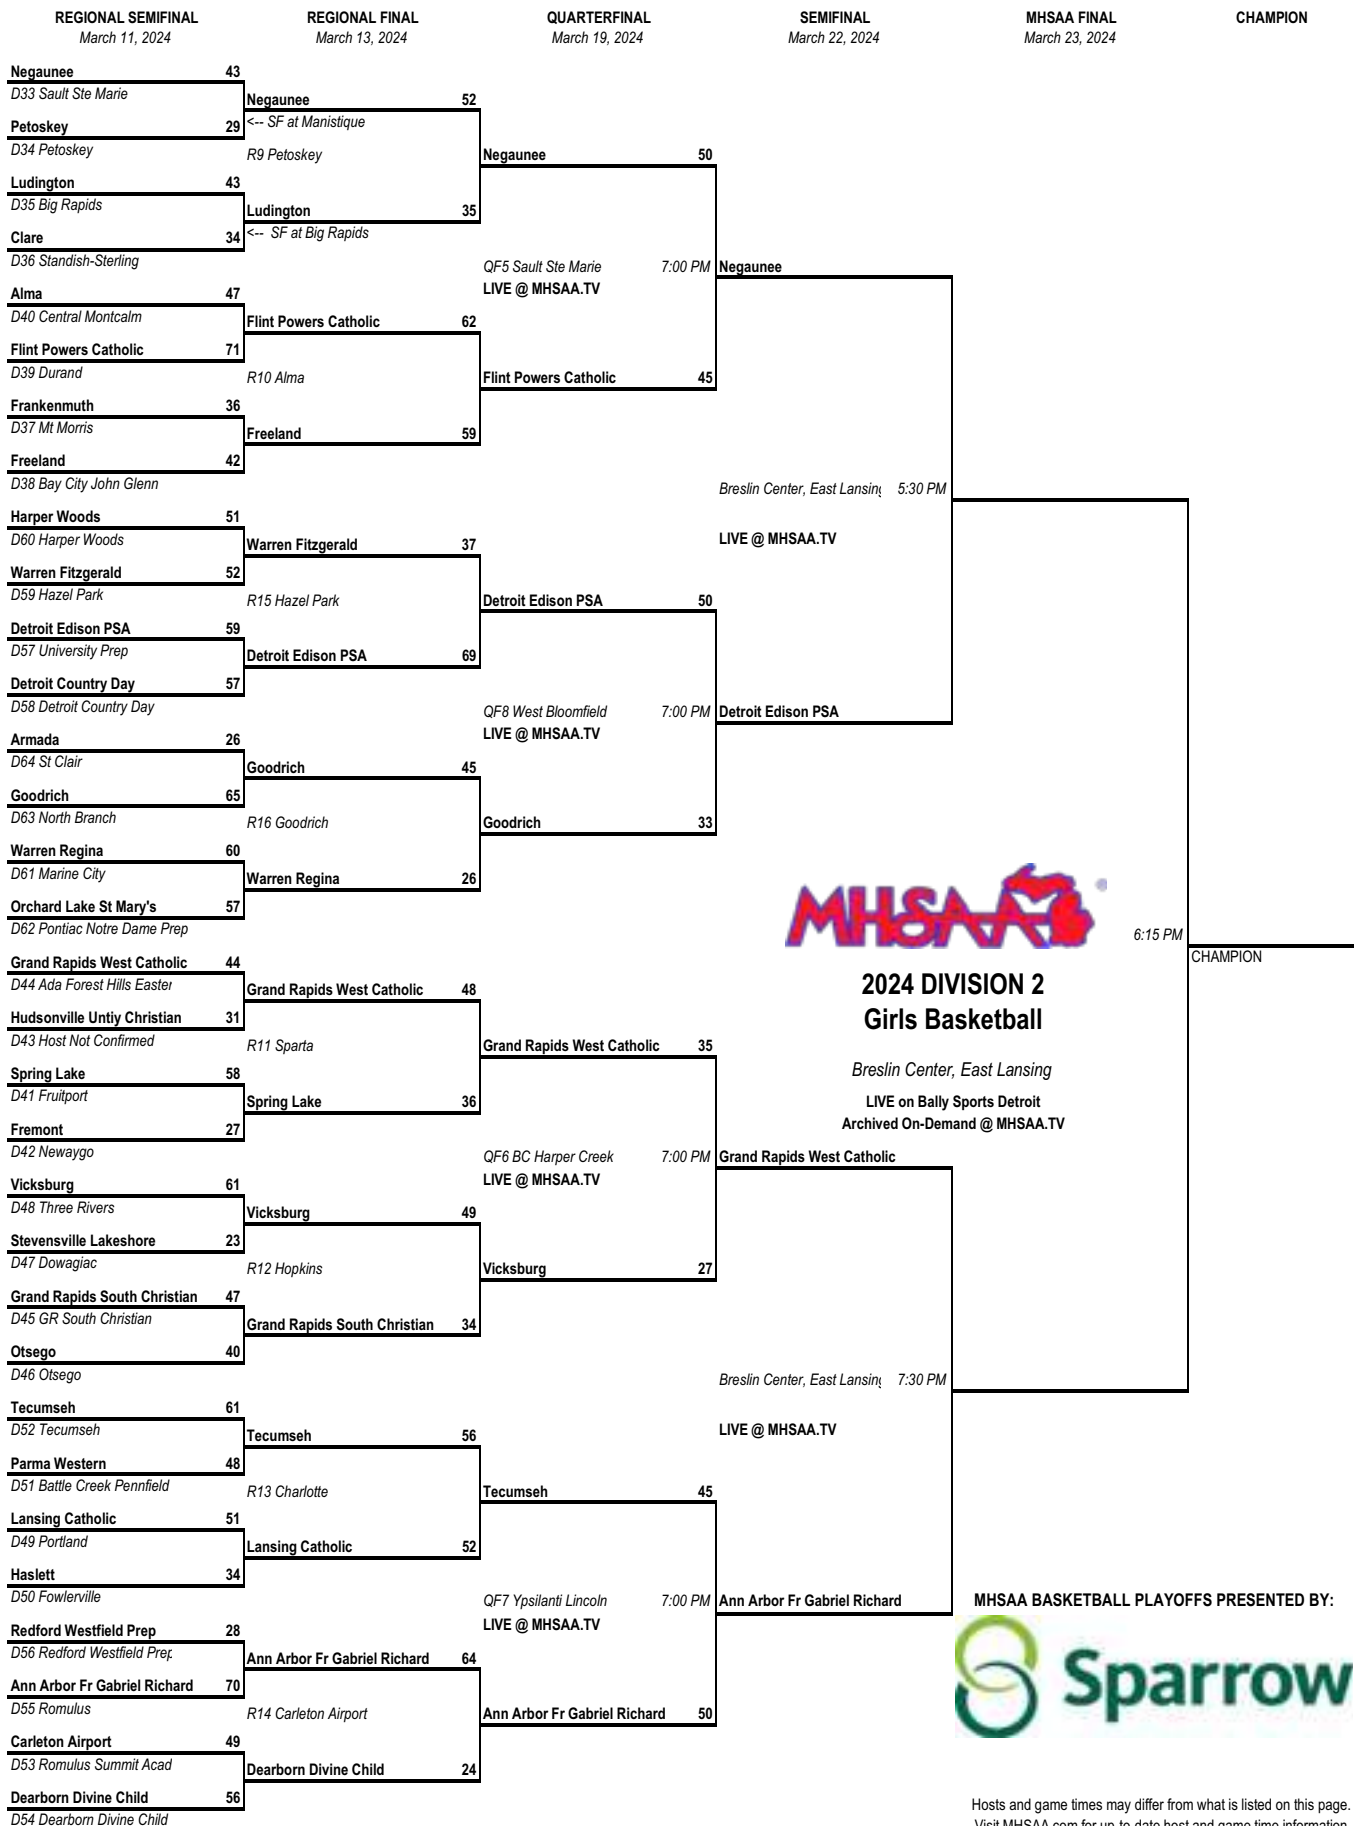 REGIONAL SEMIFINAL REGIONAL FINAL QUARTERFINAL SEMIFINAL MHSAA FINAL CHAMPION
March 11, 2024 March 13, 2024 March 19, 2024 March 22, 2024 March 23, 2024
Negaunee 43
D33 Sault Ste Marie
Petoskey 29
D34 Petoskey
Ludington 43
D35 Big Rapids
Clare 34
D36 Standish-Sterling
Alma 47
D40 Central Montcalm
Flint Powers Catholic 71
D39 Durand
Frankenmuth 36
D37 Mt Morris
Freeland 42
D38 Bay City John Glenn
Harper Woods 51
D60 Harper Woods
Warren Fitzgerald 52
D59 Hazel Park
Detroit Edison PSA 59
D57 University Prep
Detroit Country Day 57
D58 Detroit Country Day
Armada 26
D64 St Clair
Goodrich 65
D63 North Branch
Warren Regina 60
D61 Marine City
Orchard Lake St Mary's 57
D62 Pontiac Notre Dame Prep
Grand Rapids West Catholic 44
D44 Ada Forest Hills Easter
Hudsonville Untiy Christian 31
D43 Host Not Confirmed
Spring Lake 58
D41 Fruitport
Fremont 27
D42 Newaygo
Vicksburg 61
D48 Three Rivers
Stevensville Lakeshore 23
D47 Dowagiac
Grand Rapids South Christian 47
D45 GR South Christian
Otsego 40
D46 Otsego
Tecumseh 61
D52 Tecumseh
Parma Western 48
D51 Battle Creek Pennfield
Lansing Catholic 51
D49 Portland
Haslett 34
D50 Fowlerville
Redford Westfield Prep 28
D56 Redford Westfield Prep
Ann Arbor Fr Gabriel Richard 70
D55 Romulus
Carleton Airport 49
D53 Romulus Summit Acad
Dearborn Divine Child 56
D54 Dearborn Divine Child
Negaunee 52
<-- SF at Manistique
R9 Petoskey
Ludington 35
<-- SF at Big Rapids
Flint Powers Catholic 62
R10 Alma
Freeland 59
Warren Fitzgerald 37
R15 Hazel Park
Detroit Edison PSA 69
Goodrich 45
R16 Goodrich
Warren Regina 26
Grand Rapids West Catholic 48
R11 Sparta
Spring Lake 36
Vicksburg 49
R12 Hopkins
Grand Rapids South Christian 34
Tecumseh 56
R13 Charlotte
Lansing Catholic 52
Ann Arbor Fr Gabriel Richard 64
R14 Carleton Airport
Dearborn Divine Child 24
Negaunee 50
QF5 Sault Ste Marie 7:00 PM
LIVE @ MHSAA.TV
Flint Powers Catholic 45
Detroit Edison PSA 50
QF8 West Bloomfield 7:00 PM
LIVE @ MHSAA.TV
Goodrich 33
Grand Rapids West Catholic 35
QF6 BC Harper Creek 7:00 PM
LIVE @ MHSAA.TV
Vicksburg 27
Tecumseh 45
QF7 Ypsilanti Lincoln 7:00 PM
LIVE @ MHSAA.TV
Ann Arbor Fr Gabriel Richard 50
Negaunee
Breslin Center, East Lansing 5:30 PM
LIVE @ MHSAA.TV
Detroit Edison PSA
Grand Rapids West Catholic
Breslin Center, East Lansing 7:30 PM
LIVE @ MHSAA.TV
Ann Arbor Fr Gabriel Richard
MHSAA
6:15 PM
CHAMPION
2024 DIVISION 2
Girls Basketball
Breslin Center, East Lansing
LIVE on Bally Sports Detroit
Archived On-Demand @ MHSAA.TV
MHSAA BASKETBALL PLAYOFFS PRESENTED BY:
Sparrow
Hosts and game times may differ from what is listed on this page.
Visit MHSAA.com for up-to-date host and game time information.